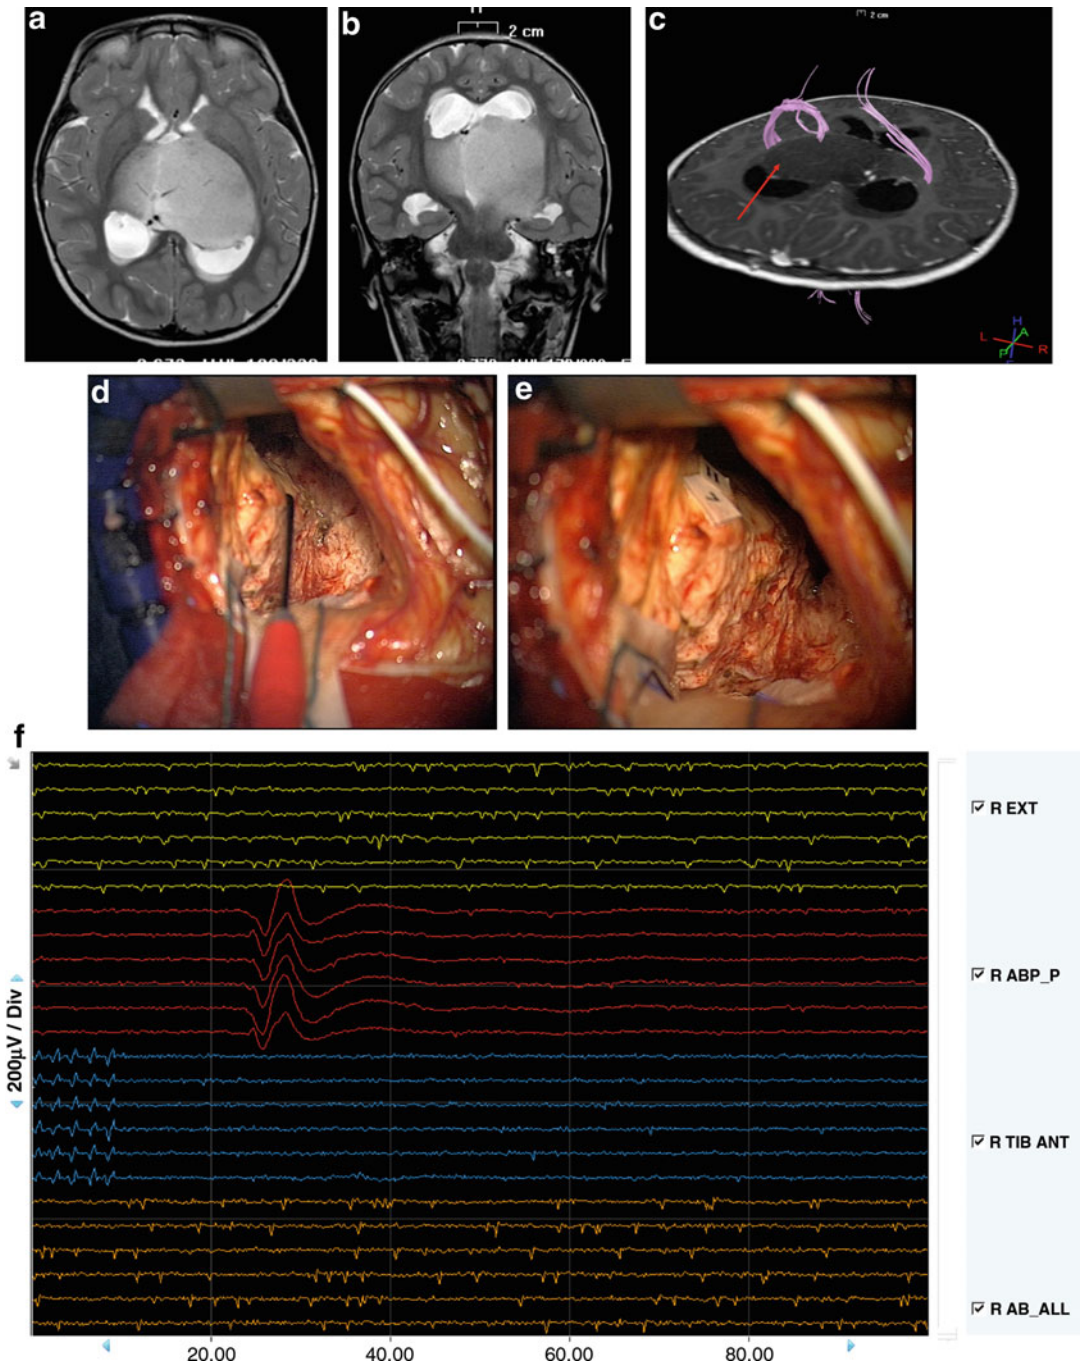 a
b
2 cm
c
2 cm
H
A
L
P
R
d
e
f
200µV / Div
R EXT
R ABP_P
R TIB ANT
R AB_ALL
20.00 40.00 60.00 80.00